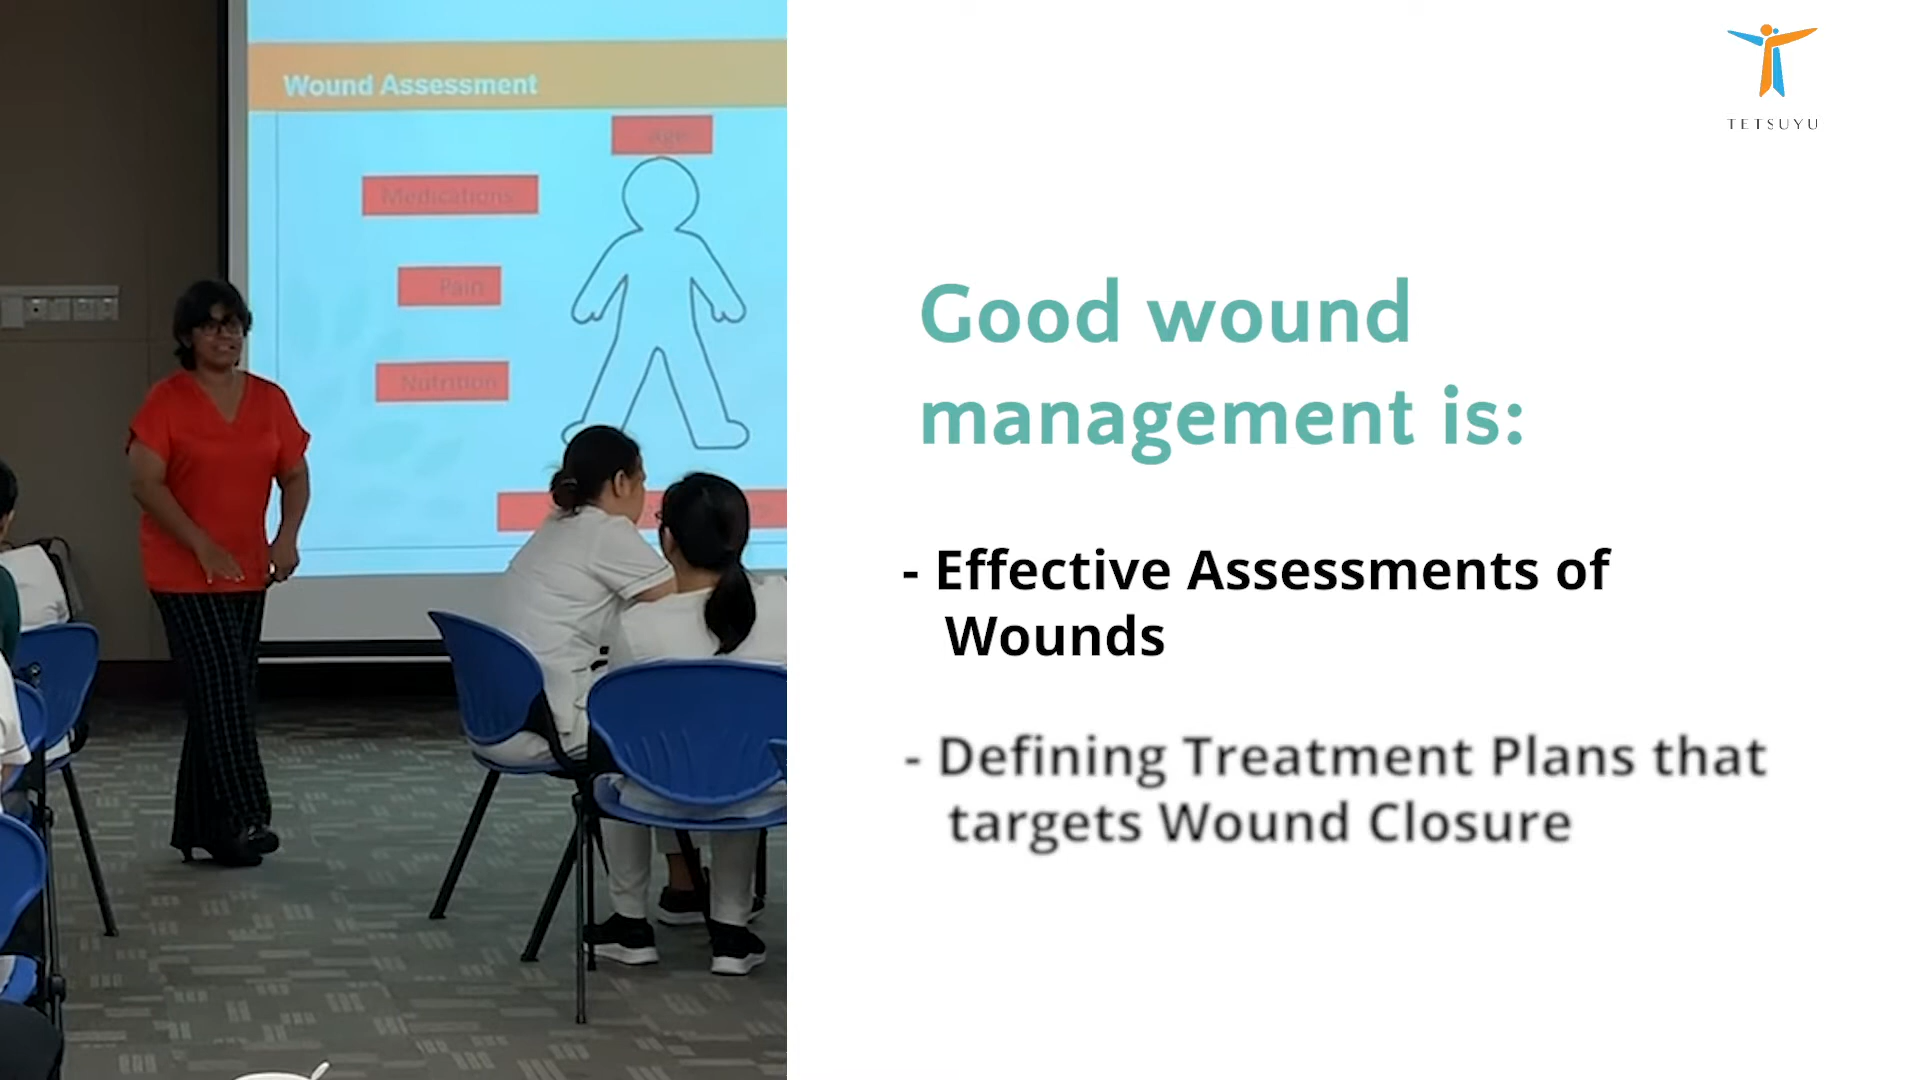 Wound Assessment
Age
Medications
Pain
Nutrition
TETSUYU
Good wound
management is:
- Effective Assessments of
Wounds
- Defining Treatment Plans that
targets Wound Closure